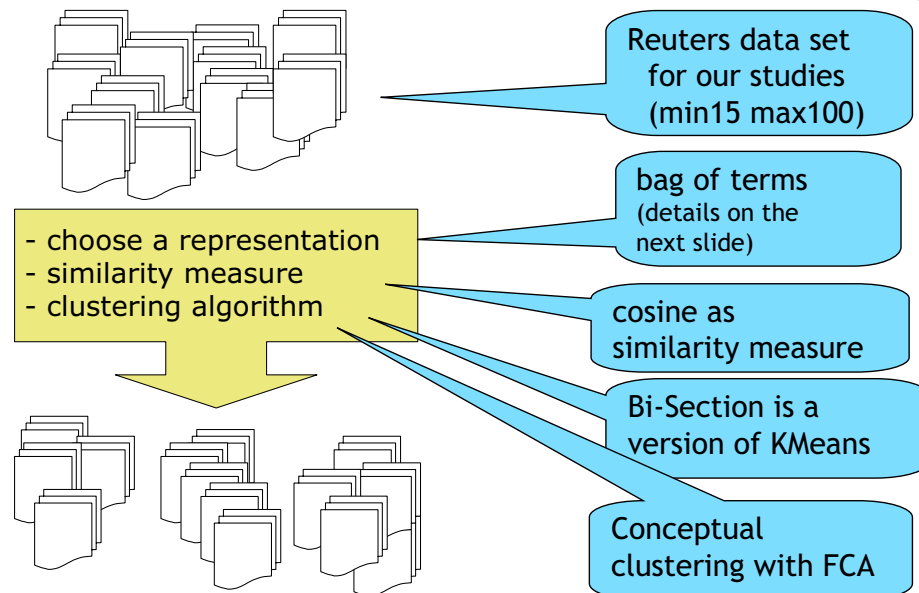 Reuters data set
for our studies
(min15 max100)
bag of terms
(details on the
next slide)
- choose a representation
- similarity measure
- clustering algorithm
cosine as
similarity measure
Bi-Section is a
version of KMeans
Conceptual
clustering with FCA